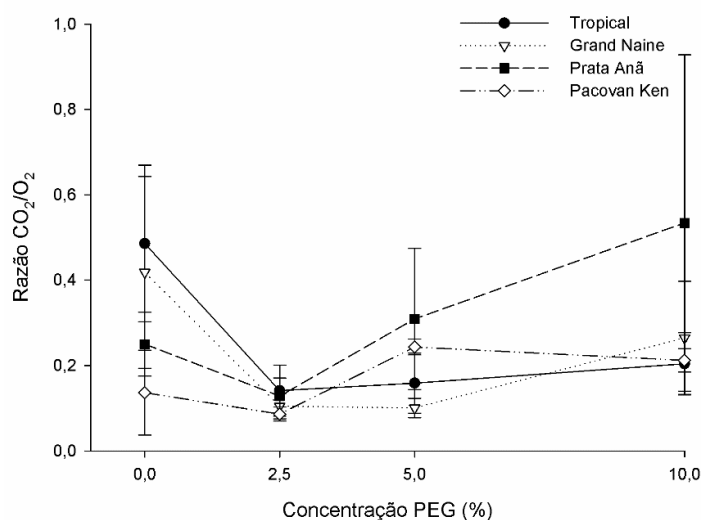 Tropical
Grand Naine
Prata Anã
Pacovan Ken
1,0
0,8
0,6
0,4
0,2
0,0
Razão CO₂/O₂
0,0
2,5
5,0
10,0
Concentração PEG (%)